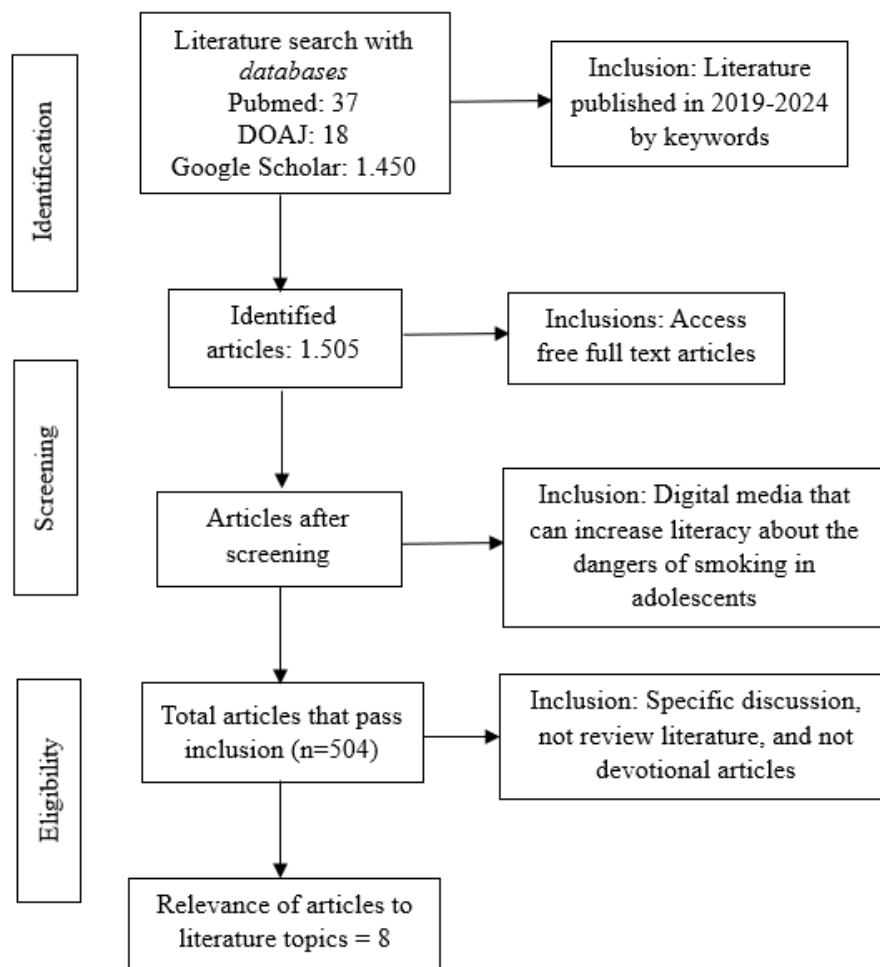 Literature search with
databases
Pubmed: 37
DOAJ: 18
Google Scholar: 1.450
Inclusion: Literature
published in 2019-2024
by keywords
Identification
Identified
articles: 1.505
Inclusions: Access
free full text articles
Screening
Articles after
screening
Inclusion: Digital media that
can increase literacy about the
dangers of smoking in
adolescents
Total articles that pass
inclusion (n=504)
Inclusion: Specific discussion,
not review literature, and not
devotional articles
Eligibility
Relevance of articles to
literature topics = 8